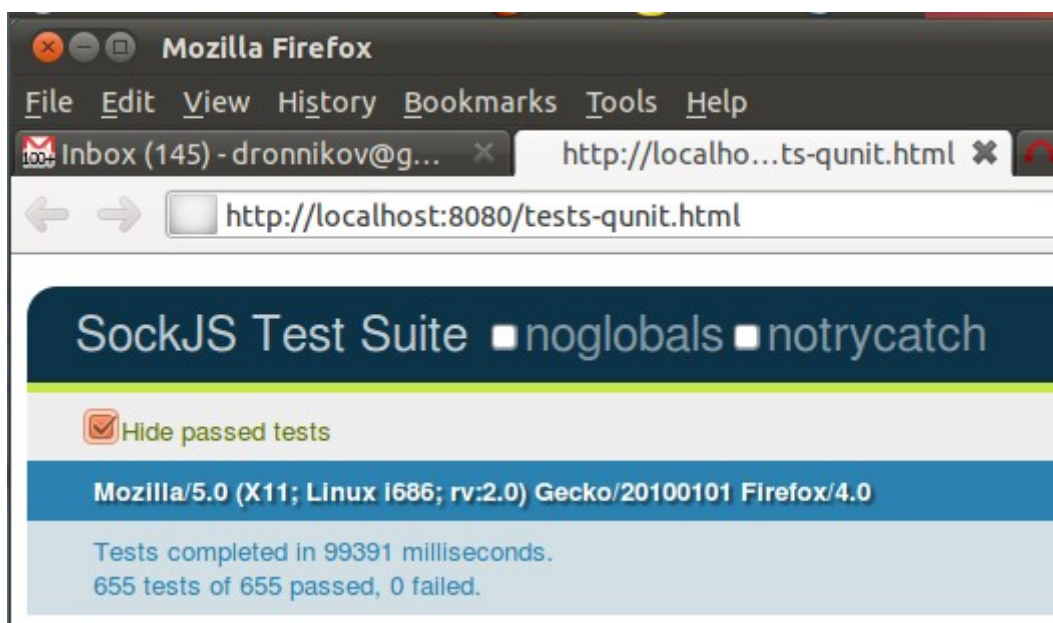 Mozilla Firefox
File Edit View History Bookmarks Tools Help
100+ Inbox (145) - dronnikov@g... http://localho...ts-qunit.html
http://localhost:8080/tests-qunit.html
SockJS Test Suite noglobals notrycatch
Hide passed tests
Mozilla/5.0 (X11; Linux i686; rv:2.0) Gecko/20100101 Firefox/4.0
Tests completed in 99391 milliseconds.
655 tests of 655 passed, 0 failed.